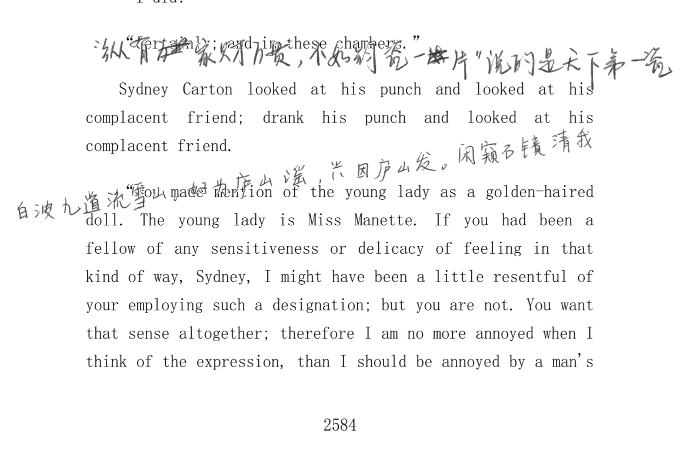 I did.
“Certainly; and in these chambers.”
纵有家财万贯，不如钧瓷一片"说的是天下第一瓷
Sydney Carton looked at his punch and looked at his
complacent friend; drank his punch and looked at his
complacent friend.
白波九道流雪山。好为庐山谣，兴因庐山发。闲窥石镜清我
“You made mention of the young lady as a golden-haired
doll. The young lady is Miss Manette. If you had been a
fellow of any sensitiveness or delicacy of feeling in that
kind of way, Sydney, I might have been a little resentful of
your employing such a designation; but you are not. You want
that sense altogether; therefore I am no more annoyed when I
think of the expression, than I should be annoyed by a man's
2584